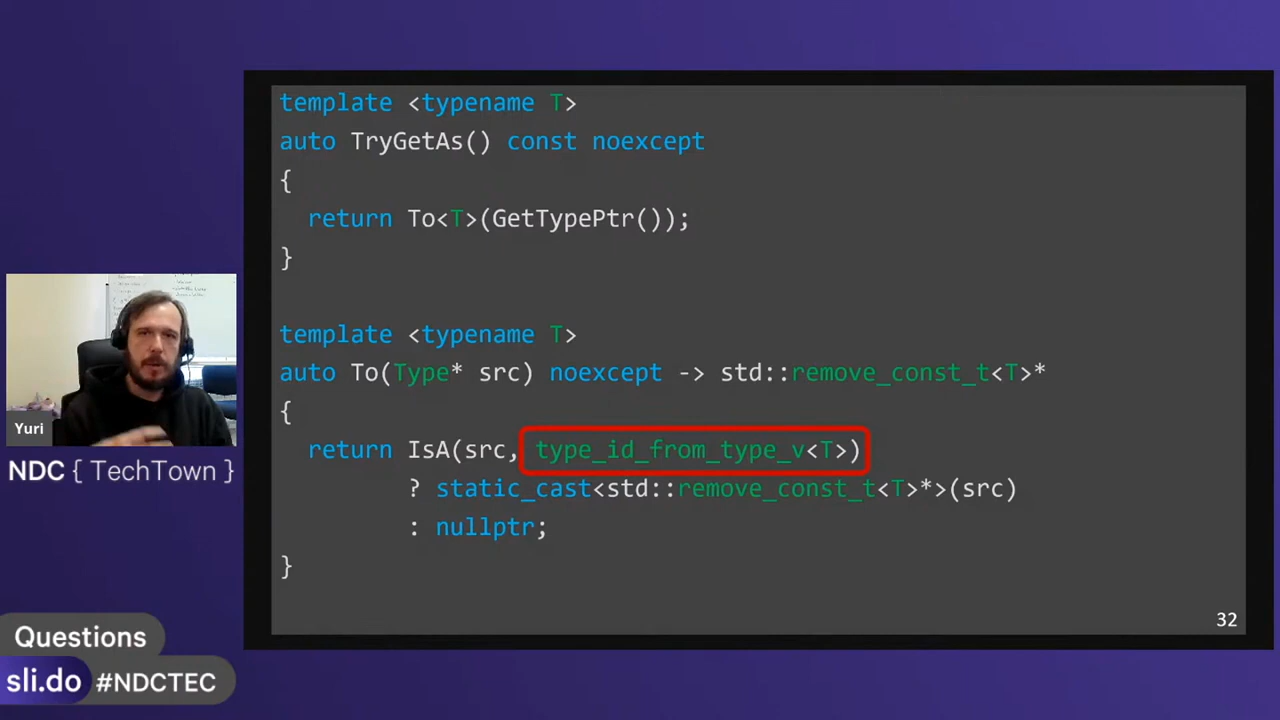 template <typename T>
auto TryGetAs() const noexcept
{
return To<T>(GetTypePtr());
}
template <typename T>
auto To(Type* src) noexcept -> std::remove_const_t<T>*
{
return IsA(src, type_id_from_type_v<T>)
? static_cast<std::remove_const_t<T>*>(src)
: nullptr;
}
32
Yuri
NDC { TechTown }
Questions
sli.do #NDCTEC